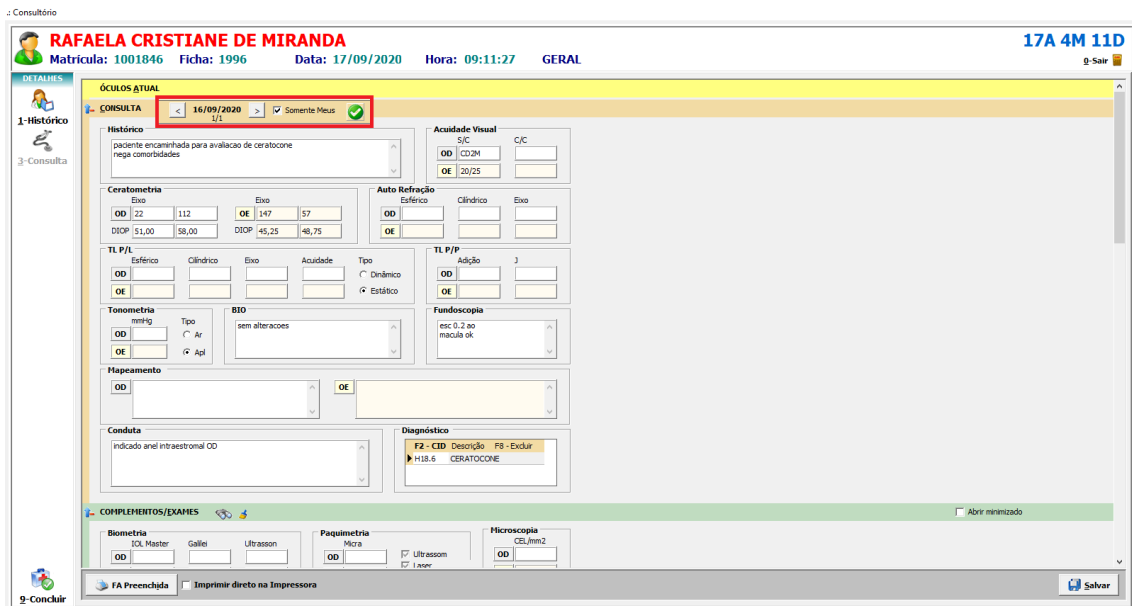 .: Consultório
RAFAELA CRISTIANE DE MIRANDA
17A 4M 11D
Matrícula: 1001846 Ficha: 1996 Data: 17/09/2020 Hora: 09:11:27 GERAL
0-Sair
DETALHES
1-Histórico
3-Consulta
ÓCULOS ATUAL
CONSULTA < 16/09/2020 > Somente Meus
1/1
Histórico
paciente encaminhada para avaliacao de ceratocone
nega comorbidades
Acuidade Visual
S/C C/C
OD CD2M
OE 20/25
Ceratometria
Eixo Eixo
OD 22 112 OE 147 57
DIOP 51,00 58,00 DIOP 45,25 48,75
Auto Refração
Esférico Cilíndrico Eixo
OD
OE
TL P/L
Esférico Cilíndrico Eixo Acuidade Tipo
OD Dinâmico
OE Estático
TL P/P
Adição J
OD
OE
Tonometria
mmHg Tipo
OD Ar
OE Apl
BIO
sem alteracoes
Fundoscopia
esc 0.2 ao
macula ok
Mapeamento
OD OE
Conduta
indicado anel intraestromal OD
Diagnóstico
F2 - CID Descrição F8 - Excluir
H18.6 CERATOCONE
COMPLEMENTOS/EXAMES Abrir minimizado
Biometria
IOL Master Galilei Ultrasson
OD
Paquimetria
Micra
OD Ultrassom
Laser
Microscopia
CEL/mm2
OD
9-Concluir
FA Preenchida Imprimir direto na Impressora Salvar